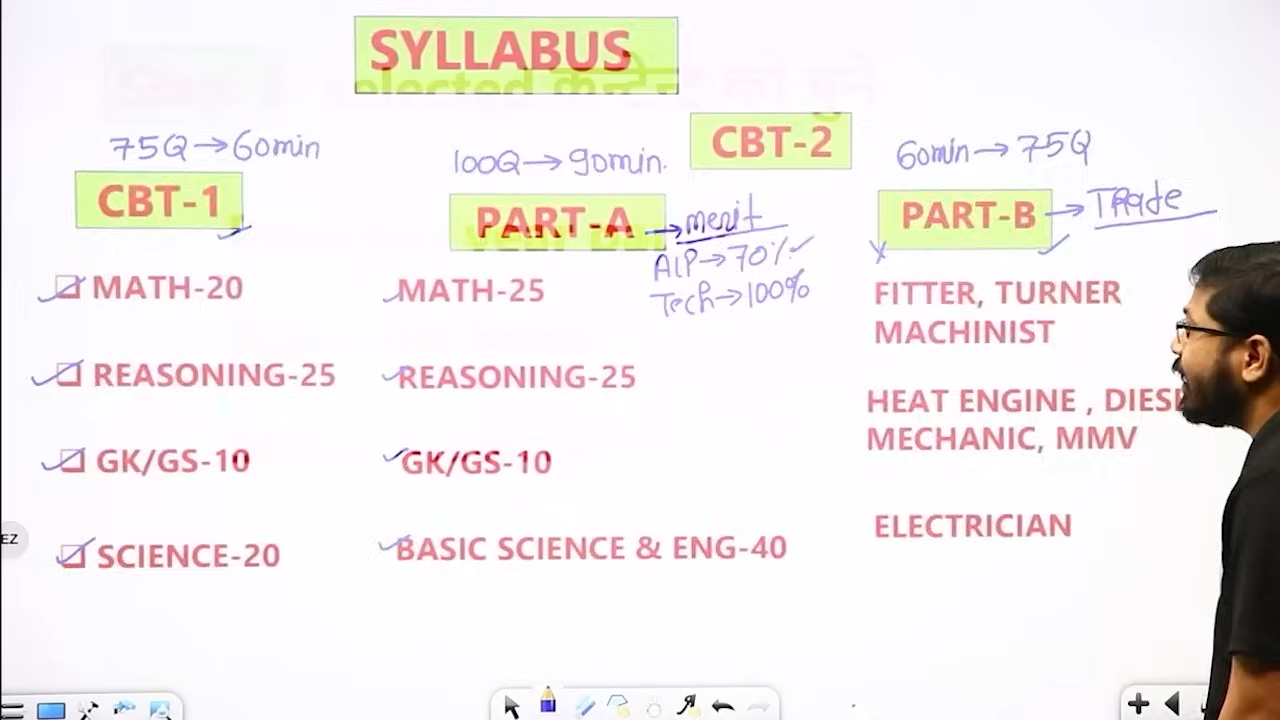 SYLLABUS
CBT-2
75Q → 60min
100Q → 90min.
60min → 75Q
CBT-1
PART-A → merit
ALP → 70%
Tech → 100%
PART-B → Trade
MATH-20
REASONING-25
GK/GS-10
SCIENCE-20
MATH-25
REASONING-25
GK/GS-10
BASIC SCIENCE & ENG-40
FITTER, TURNER
MACHINIST
HEAT ENGINE , DIES
MECHANIC, MMV
ELECTRICIAN
EZ